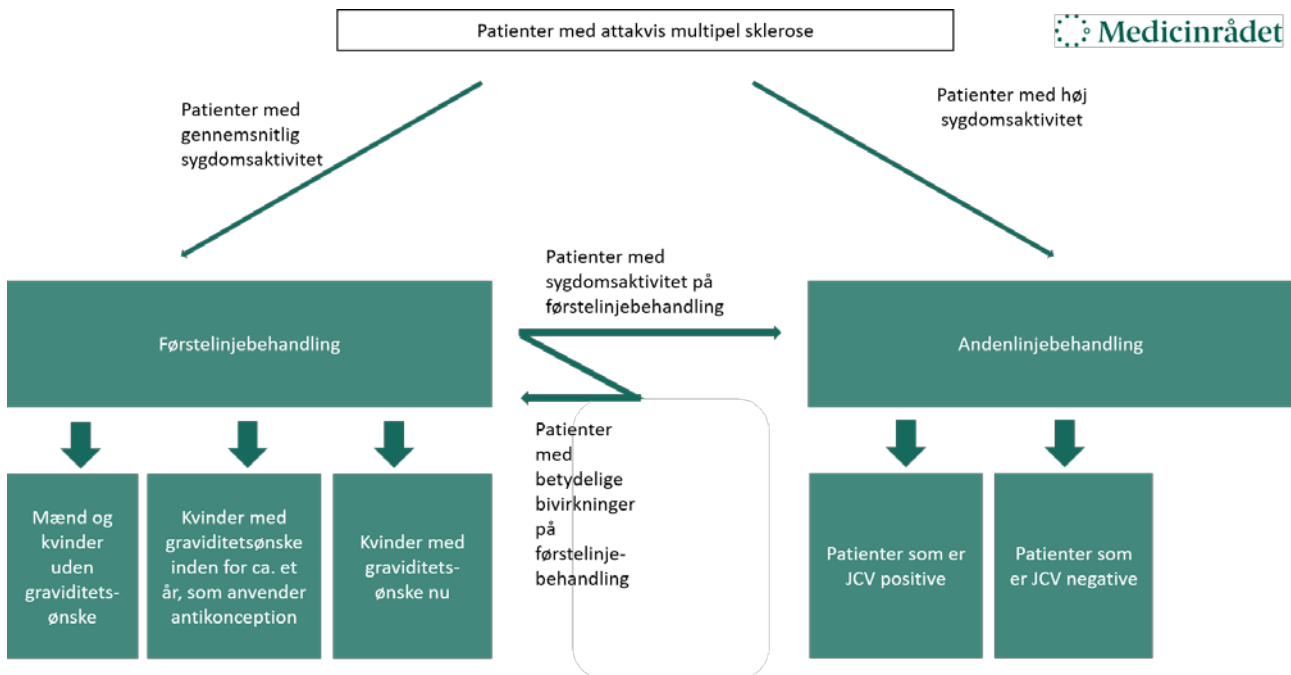 Patienter med attakvis multipel sklerose
Medicinrådet
Patienter med
gennemsnitlig
sygdomsaktivitet
Patienter med høj
sygdomsaktivitet
Patienter med
sygdomsaktivitet på
førstelinjebehandling
Førstelinjebehandling
Andenlinjebehandling
Patienter
med
betydelige
bivirkninger
på
førstelinje-
behandling
Mænd og
kvinder
uden
graviditets-
ønske
Kvinder med
graviditetsønske
inden for ca. et
år, som anvender
antikonception
Kvinder med
graviditets-
ønske nu
Patienter som er
JCV positive
Patienter som
er JCV negative